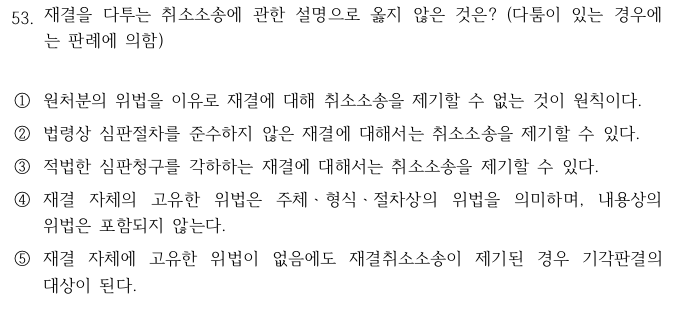 53. 재결을 다투는 취소소송에 관한 설명으로 옳지 않은 것은? (다툼이 있는 경우에
는 판례에 의함)
① 원처분의 위법을 이유로 재결에 대해 취소소송을 제기할 수 없는 것이 원칙이다.
② 법령상 심판절차를 준수하지 않은 재결에 대해서는 취소소송을 제기할 수 있다.
③ 적법한 심판청구를 각하하는 재결에 대해서는 취소소송을 제기할 수 있다.
④ 재결 자체의 고유한 위법은 주체ㆍ형식ㆍ절차상의 위법을 의미하며, 내용상의
위법은 포함되지 않는다.
⑤ 재결 자체에 고유한 위법이 없음에도 재결취소소송이 제기된 경우 기각판결의
대상이 된다.